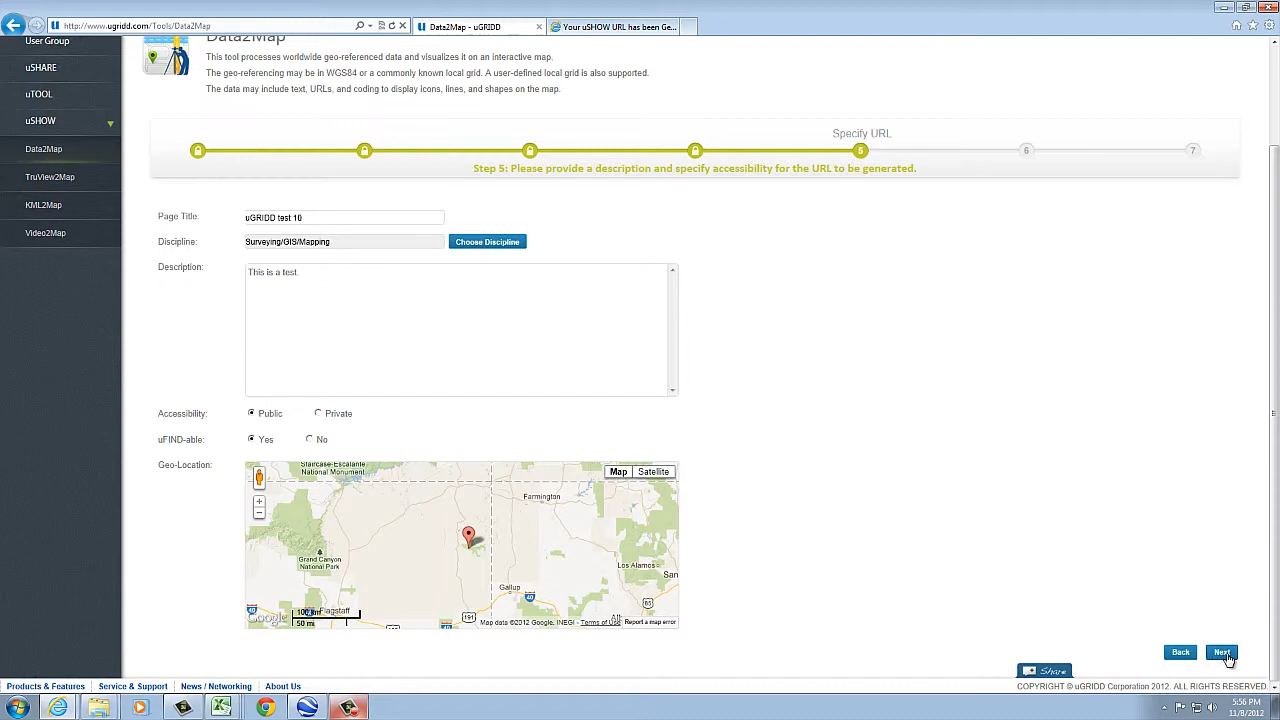 http://www.ugridd.com/Tools/Data2Map
Data2Map - uGRIDD
Your uSHOW URL has been Ge...
User Group
uSHARE
uTOOL
uSHOW
Data2Map
TruView2Map
KML2Map
Video2Map
Data2Map
This tool processes worldwide geo-referenced data and visualizes it on an interactive map.
The geo-referencing may be in WGS84 or a commonly known local grid. A user-defined local grid is also supported.
The data may include text, URLs, and coding to display icons, lines, and shapes on the map.
Specify URL
5
6
7
Step 5: Please provide a description and specify accessibility for the URL to be generated.
Page Title:
uGRIDD test 10
Discipline:
Surveying/GIS/Mapping
Choose Discipline
Description:
This is a test.
Accessibility:
Public
Private
uFIND-able:
Yes
No
Geo-Location:
Staircase-Escalante
National Monument
Map
Satellite
Farmington
Grand Canyon
National Park
Los Alamos
San
Gallup
40
Flagstaff
191
Google
50 mi
Map data ©2012 Google, INEGI - Terms of Use
Report a map error
Back
Next
Share
Products & Features
Service & Support
News / Networking
About Us
COPYRIGHT © uGRIDD Corporation 2012. ALL RIGHTS RESERVED.
5:56 PM
11/8/2012